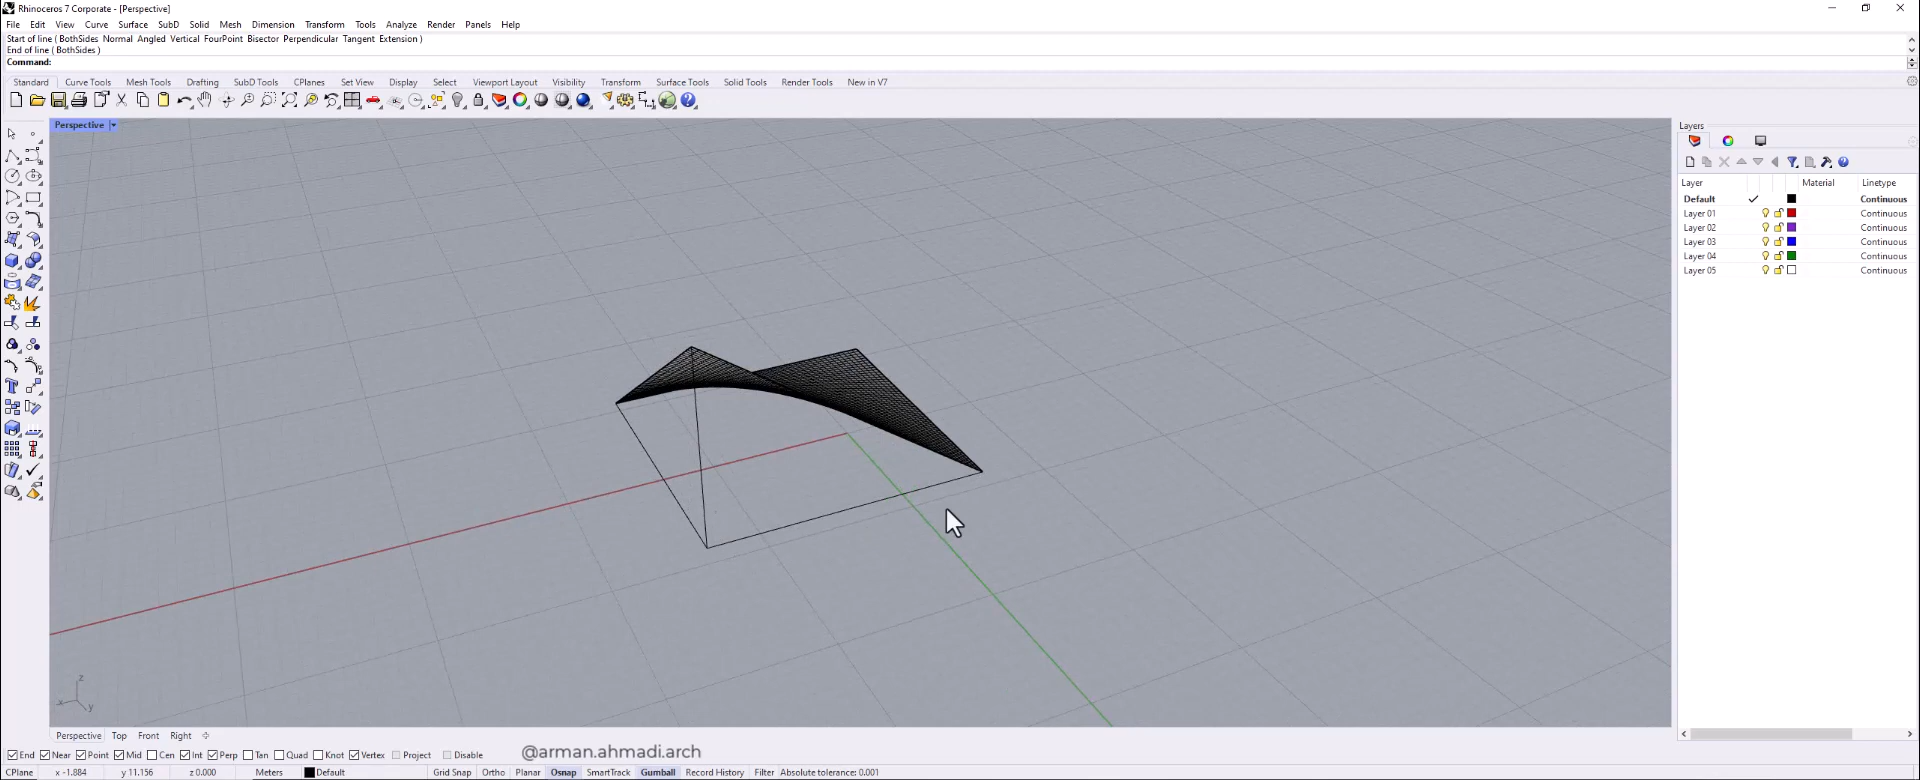 Rhinoceros 7 Corporate - [Perspective]
File Edit View Curve Surface SubD Solid Mesh Dimension Transform Tools Analyze Render Panels Help
Start of line ( BothSides Normal Angled Vertical FourPoint Bisector Perpendicular Tangent Extension )
End of line ( BothSides )
Command:
Standard Curve Tools Mesh Tools Drafting SubD Tools CPlanes Set View Display Select Viewport Layout Visibility Transform Surface Tools Solid Tools Render Tools New in V7
Perspective
Layers
Layer Material Linetype
Default Continuous
Layer 01 Continuous
Layer 02 Continuous
Layer 03 Continuous
Layer 04 Continuous
Layer 05 Continuous
z
x
y
Perspective Top Front Right
End Near Point Mid Cen Int Perp Tan Quad Knot Vertex Project Disable
@arman.ahmadi.arch
CPlane x -1.884 y 11.156 z 0.000 Meters Default Grid Snap Ortho Planar Osnap SmartTrack Gumball Record History Filter Absolute tolerance: 0.001